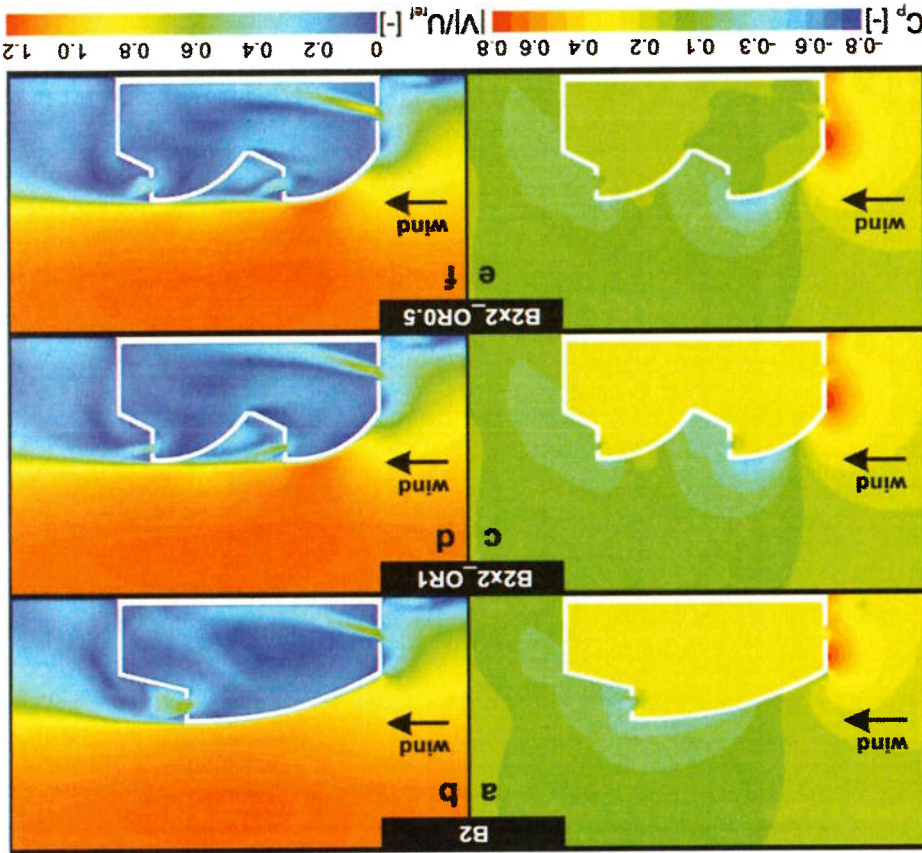 B2
a
b
wind
wind
B2x2_OR1
c
d
wind
wind
B2x2_OR0.5
e
f
wind
wind
-0.8 -0.6 -0.3 0.1 0.2 0.4 0.6 0.8
0 0.2 0.4 0.6 0.8 1.0 1.2
Cp [-]
|V|/Uref [-]